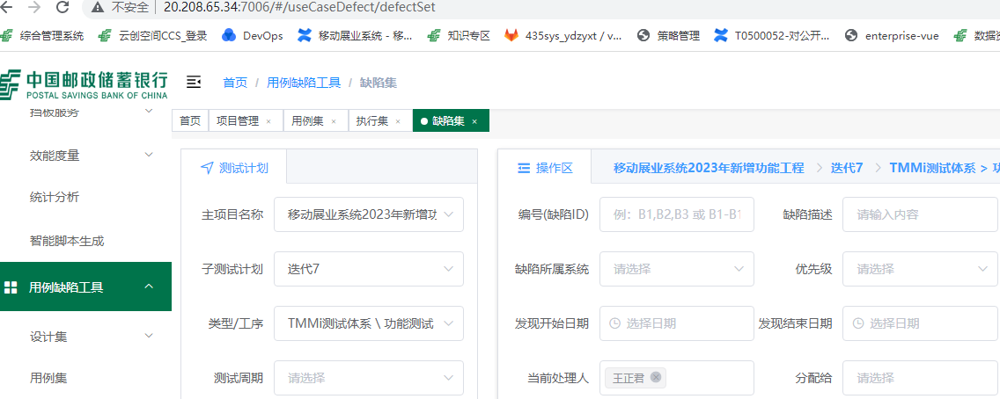 不安全 20.208.65.34:7006/#/useCaseDefect/defectSet
综合管理系统 云创空间CCS_登录 DevOps 移动展业系统 - 移... 知识专区 435sys_ydzyxt / v... 策略管理 T0500052-对公开... enterprise-vue 数据资
中国邮政储蓄银行
POSTAL SAVINGS BANK OF CHINA
首页 / 用例缺陷工具 / 缺陷集
挡板服务
首页 项目管理 × 用例集 × 执行集 × 缺陷集 ×
效能度量
统计分析
智能脚本生成
用例缺陷工具
设计集
用例集
测试计划
主项目名称 移动展业系统2023年新增功
子测试计划 迭代7
类型/工序 TMMi测试体系 \ 功能测试
测试周期 请选择
操作区 移动展业系统2023年新增功能工程 > 迭代7 > TMMi测试体系 > 功
编号(缺陷ID) 例：B1,B2,B3 或 B1-B1 缺陷描述 请输入内容
缺陷所属系统 请选择 优先级 请选择
发现开始日期 选择日期 发现结束日期 选择日期
当前处理人 王正君 分配给 请选择